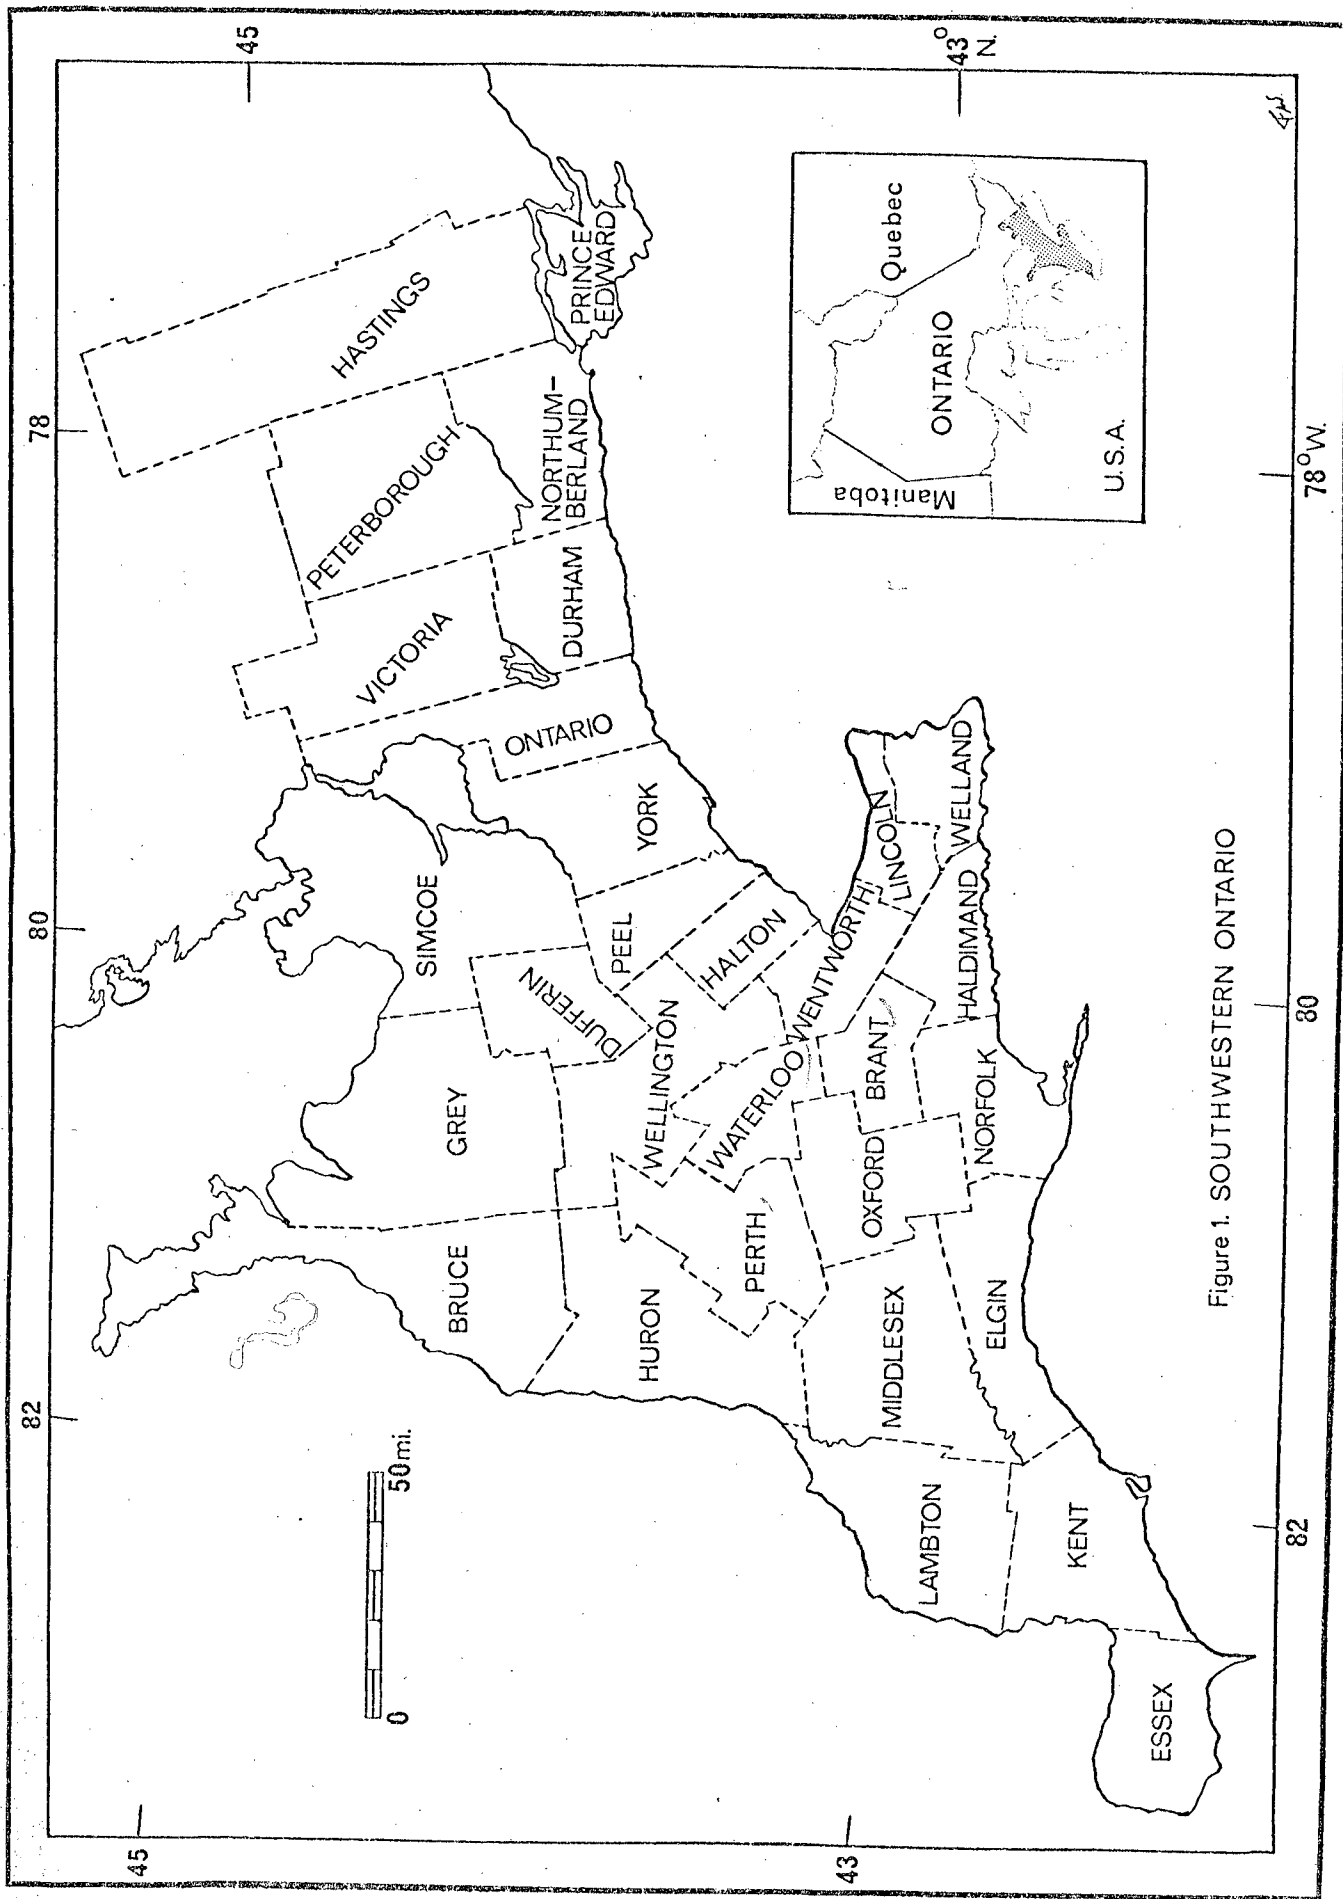 82
80
78
45
45
0
50mi.
BRUCE
GREY
SIMCOE
DUFFERIN
HURON
WELLINGTON
PEEL
YORK
ONTARIO
VICTORIA
PETERBOROUGH
HASTINGS
DURHAM
NORTHUM–
BERLAND
PRINCE
EDWARD
PERTH
WATERLOO
HALTON
WENTWORTH
LINCOLN
WELLAND
HALDIMAND
BRANT
OXFORD
NORFOLK
MIDDLESEX
ELGIN
LAMBTON
KENT
ESSEX
43
43°
N.
Manitoba
ONTARIO
Quebec
U.S.A.
82
80
78°W.
Figure 1. SOUTHWESTERN ONTARIO